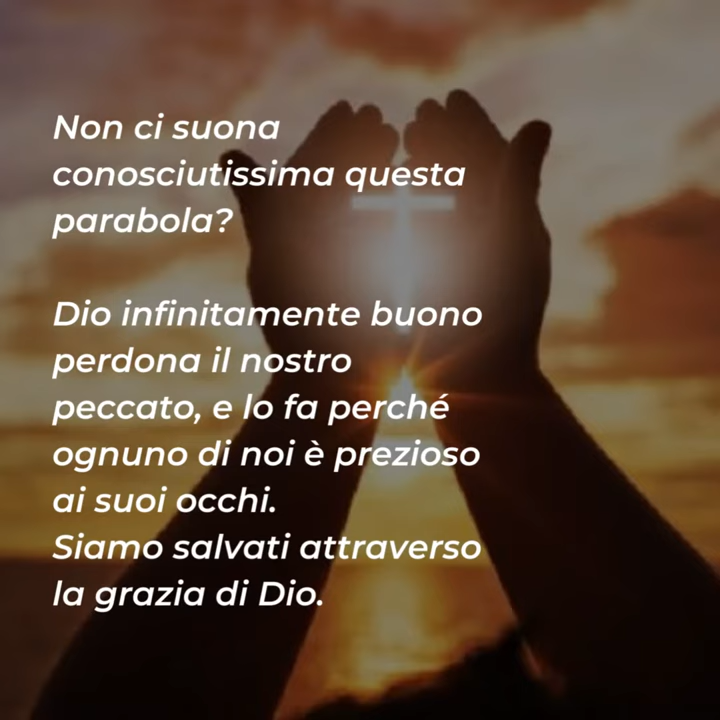 Non ci suona
conosciutissima questa
parabola?
Dio infinitamente buono
perdona il nostro
peccato, e lo fa perché
ognuno di noi è prezioso
ai suoi occhi.
Siamo salvati attraverso
la grazia di Dio.